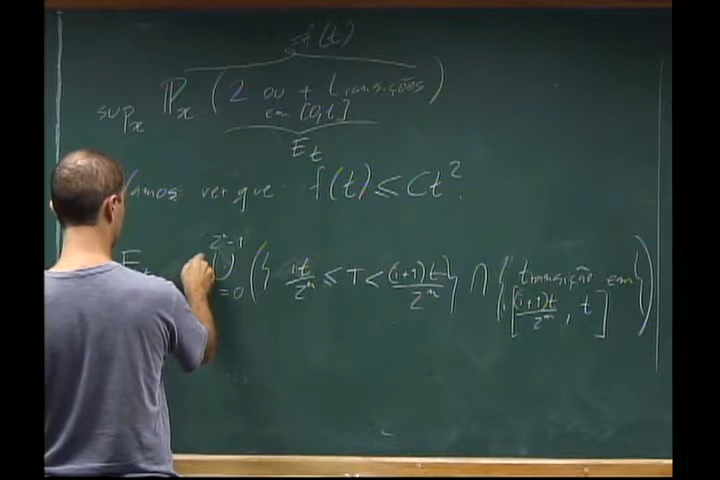 ≤ f(t)
sup_x ℙ_x ( 2 ou + transições em [0,t] )
E_t
Vamos ver que f(t) ≤ Ct².
E_t ⋃_{i=0}^{2^n-1} ( { it/2^n ≤ T < (i+1)t/2^n } ∩ { transição em [(i+1)t/2^n, t] } )